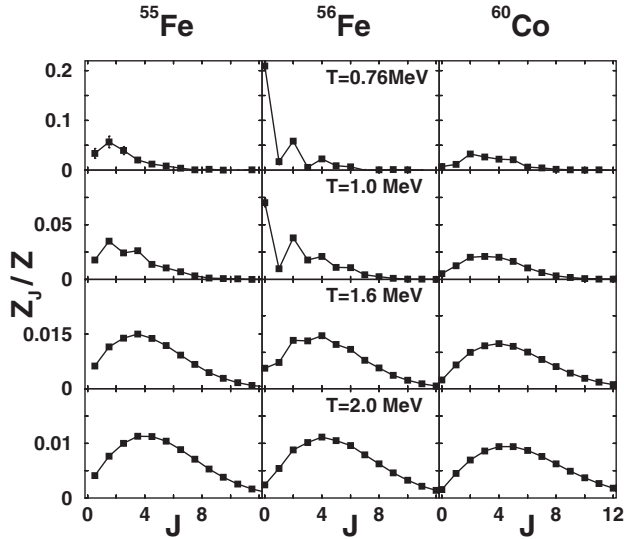 ⁵⁵Fe ⁵⁶Fe ⁶⁰Co
0.2 T=0.76MeV
0.1
0 T=1.0 MeV
0.05
0 T=1.6 MeV
0.015
0 T=2.0 MeV
0.01
0
Z_J / Z
0 4 8 0 4 8 0 4 8 12
J J J